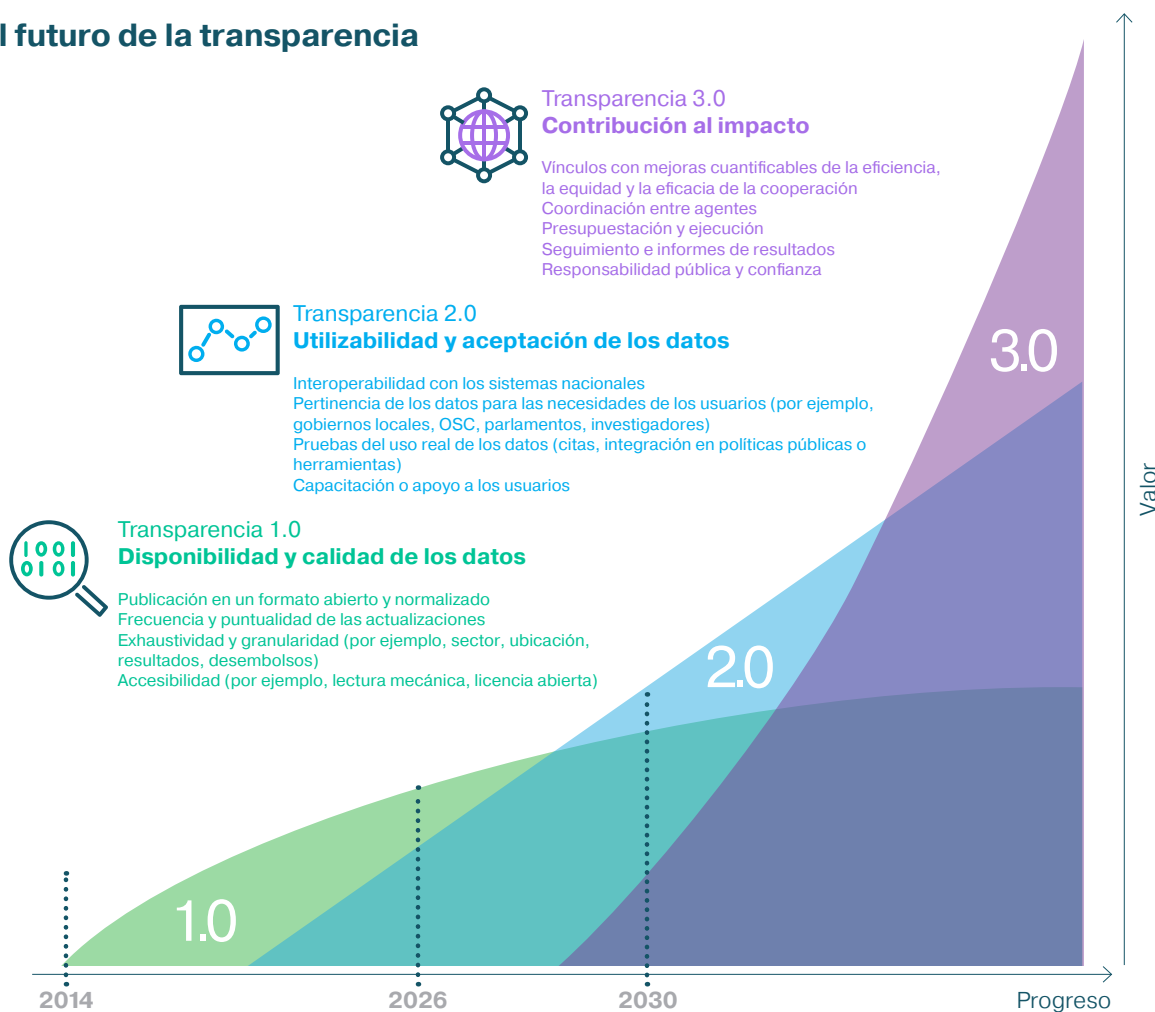 l futuro de la transparencia
Transparencia 3.0
Contribución al impacto
Vínculos con mejoras cuantificables de la eficiencia,
la equidad y la eficacia de la cooperación
Coordinación entre agentes
Presupuestación y ejecución
Seguimiento e informes de resultados
Responsabilidad pública y confianza
Transparencia 2.0
Utilizabilidad y aceptación de los datos
Interoperabilidad con los sistemas nacionales
Pertinencia de los datos para las necesidades de los usuarios (por ejemplo,
gobiernos locales, OSC, parlamentos, investigadores)
Pruebas del uso real de los datos (citas, integración en políticas públicas o
herramientas)
Capacitación o apoyo a los usuarios
Transparencia 1.0
Disponibilidad y calidad de los datos
1001
0101
Publicación en un formato abierto y normalizado
Frecuencia y puntualidad de las actualizaciones
Exhaustividad y granularidad (por ejemplo, sector, ubicación,
resultados, desembolsos)
Accesibilidad (por ejemplo, lectura mecánica, licencia abierta)
3.0
2.0
1.0
Valor
2014
2026
2030
Progreso